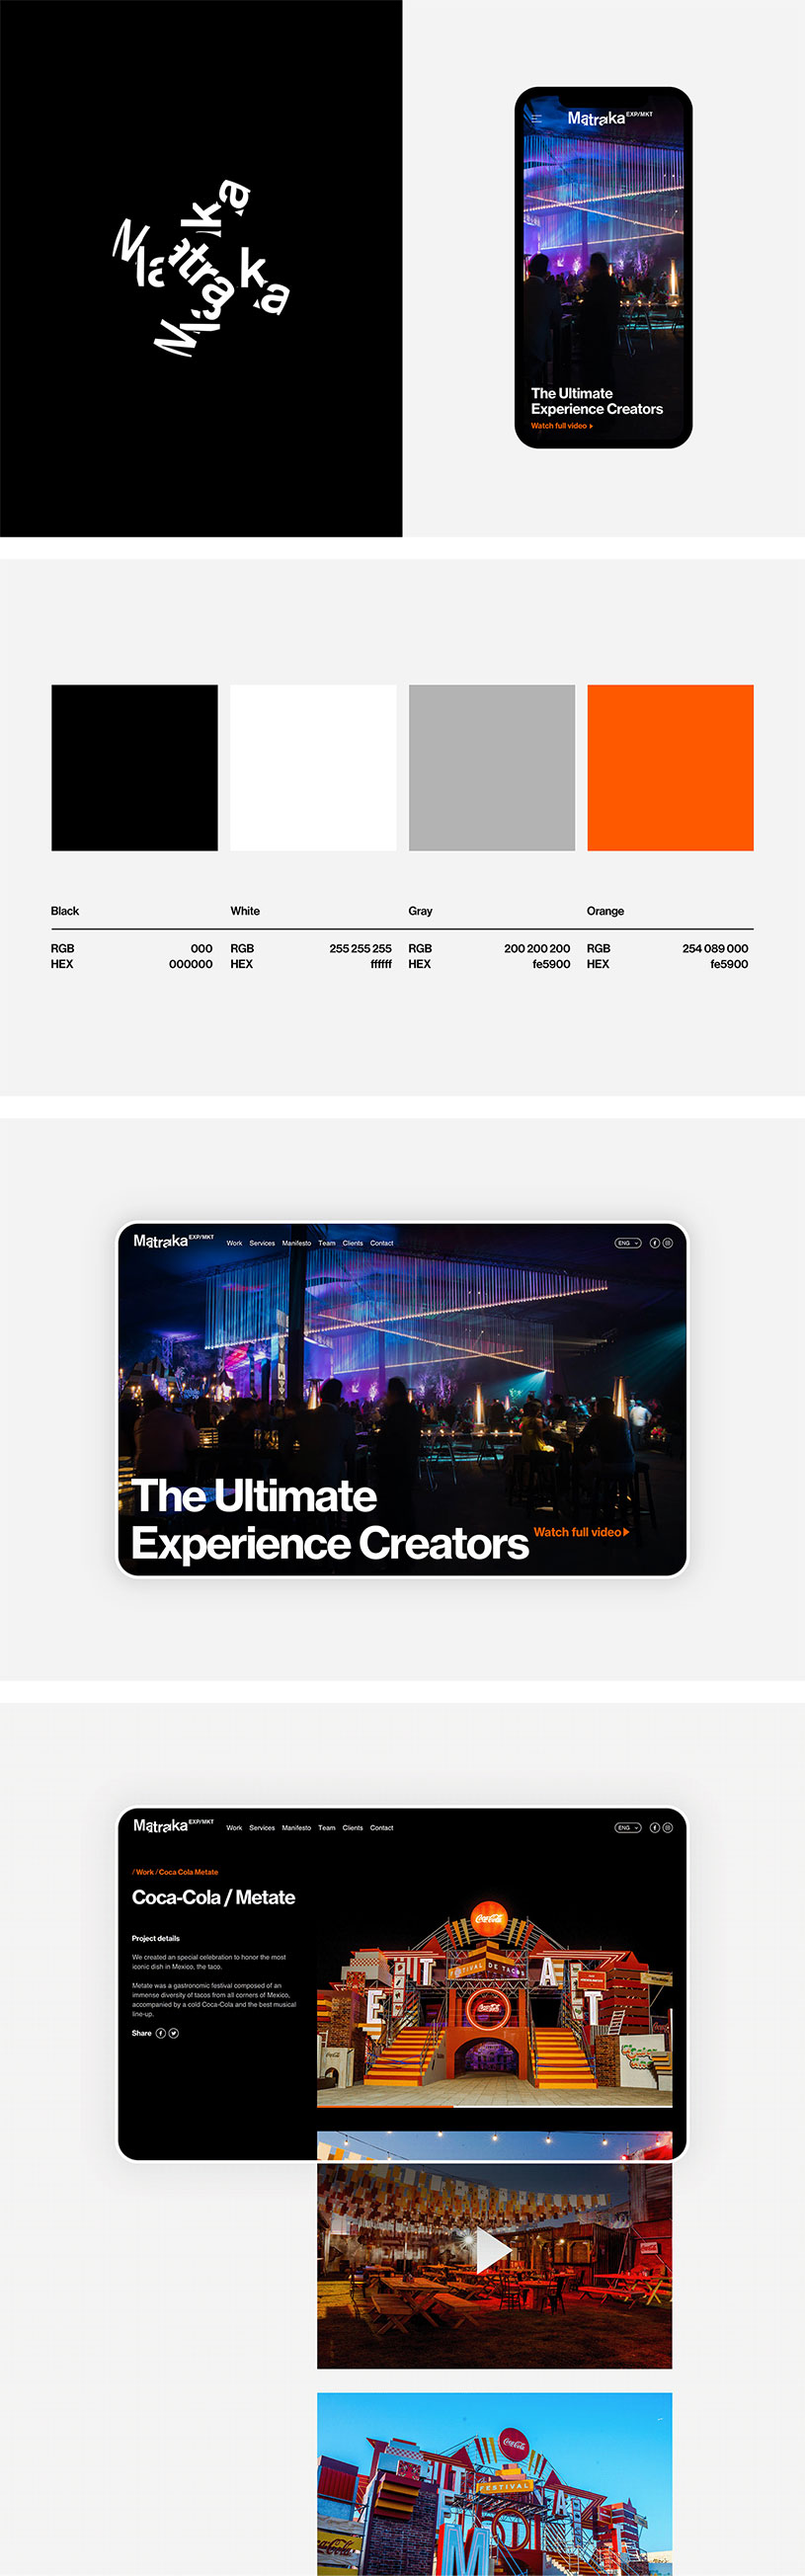 Matraka
Matraka
Matraka EXP/MKT
The Ultimate
Experience Creators
Watch full video
Black White Gray Orange
RGB 000 RGB 255 255 255 RGB 200 200 200 RGB 254 089 000
HEX 000000 HEX ffffff HEX fe5900 HEX fe5900
Matraka EXP/MKT Work Services Manifesto Team Clients Contact ENG
The Ultimate
Experience Creators Watch full video
Matraka EXP/MKT Work Services Manifesto Team Clients Contact ENG
/ Work / Coca Cola Metate
Coca-Cola / Metate
Project details
We created an special celebration to honor the most
iconic dish in Mexico, the taco.
Metate was a gastronomic festival composed of an
immense diversity of tacos from all corners of Mexico,
accompanied by a cold Coca-Cola and the best musical
line-up.
Share
Coca-Cola
FESTIVAL DE TACOS
E T A T
Coca-Cola
Coca-Cola
FESTIVAL
Coca-Cola
M